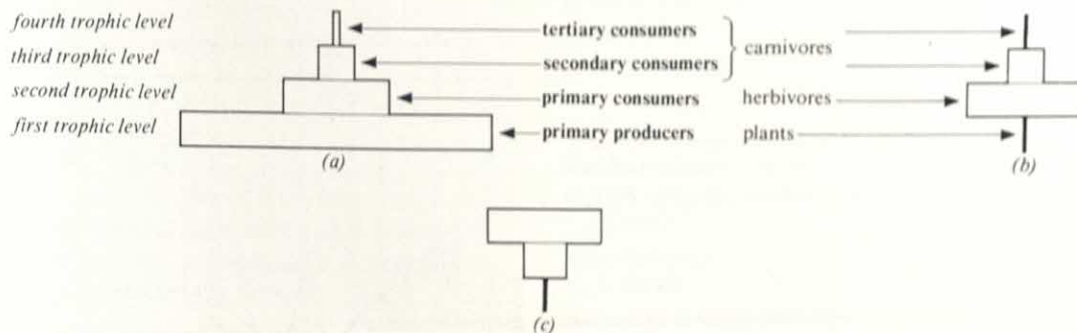 fourth trophic level tertiary consumers
third trophic level secondary consumers carnivores
second trophic level primary consumers herbivores
first trophic level primary producers plants
(a) (b)
(c)